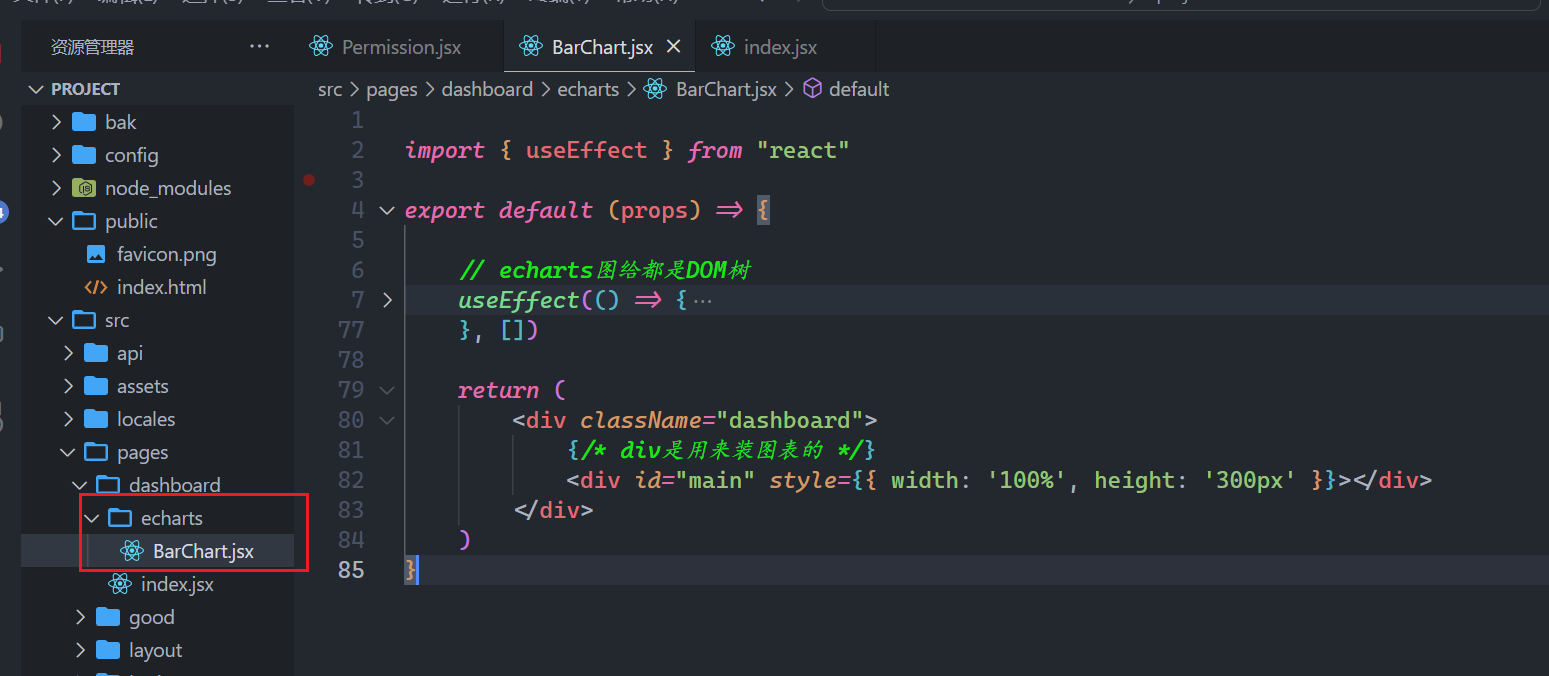 资源管理器 ···
Permission.jsx
BarChart.jsx ×
index.jsx
PROJECT
bak
config
node_modules
public
favicon.png
index.html
src
api
assets
locales
pages
dashboard
echarts
BarChart.jsx
index.jsx
good
layout
src > pages > dashboard > echarts > BarChart.jsx > default
1
2 import { useEffect } from "react"
3
4 export default (props) => {
5
6 // echarts图给都是DOM树
7 useEffect(() => { ···
77 }, [])
78
79 return (
80 <div className="dashboard">
81 {/* div是用来装图表的 */}
82 <div id="main" style={{ width: '100%', height: '300px' }}></div>
83 </div>
84 )
85 }